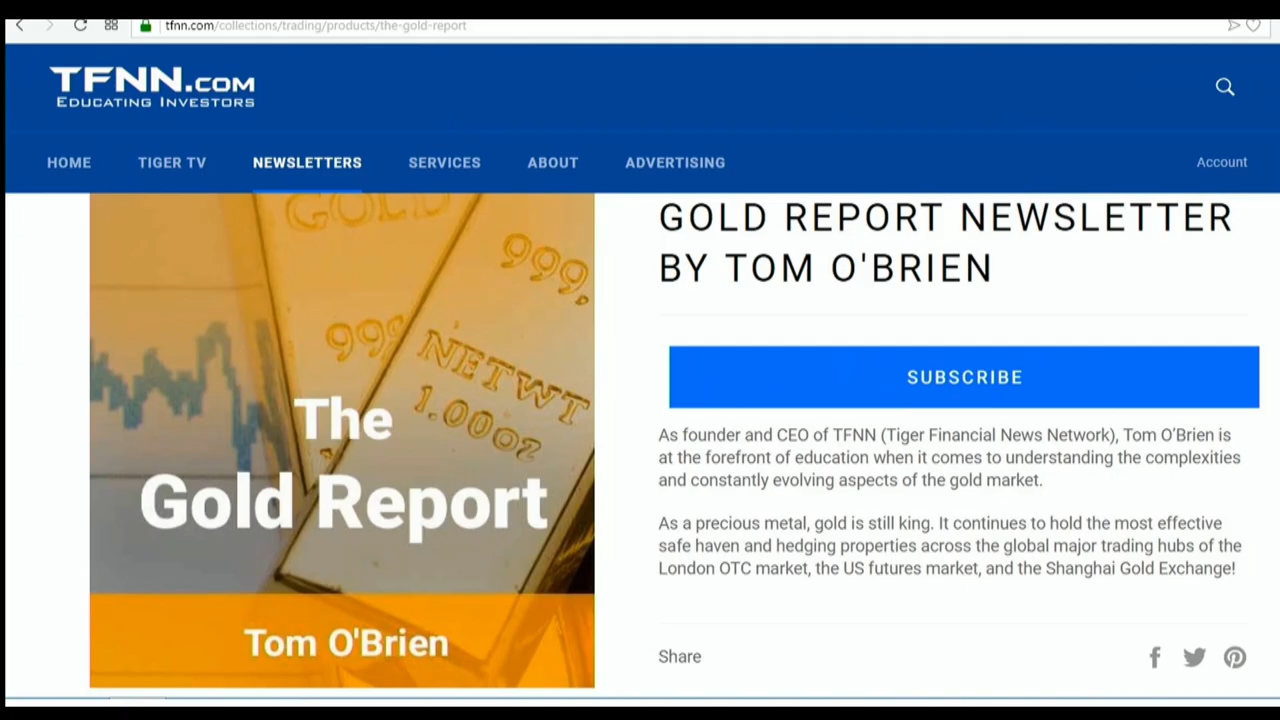 tfnn.com/collections/trading/products/the-gold-report
TFNN.COM
EDUCATING INVESTORS
HOME TIGER TV NEWSLETTERS SERVICES ABOUT ADVERTISING Account
GOLD
999.
999
NETWT
1.00OZ
The
Gold Report
Tom O'Brien
GOLD REPORT NEWSLETTER
BY TOM O'BRIEN
SUBSCRIBE
As founder and CEO of TFNN (Tiger Financial News Network), Tom O’Brien is
at the forefront of education when it comes to understanding the complexities
and constantly evolving aspects of the gold market.
As a precious metal, gold is still king. It continues to hold the most effective
safe haven and hedging properties across the global major trading hubs of the
London OTC market, the US futures market, and the Shanghai Gold Exchange!
Share